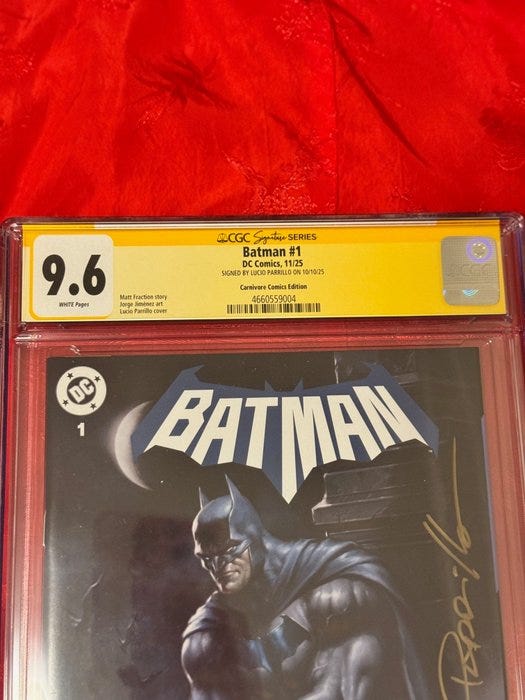 CGC Signature SERIES
Batman #1
DC Comics, 11/25
SIGNED BY LUCIO PARRILLO ON 10/10/25
Carnivore Comics Edition
4660559004
9.6
WHITE Pages
Matt Fraction story
Jorge Jiménez art
Lucio Parrillo cover
DC
1
BATMAN
Parrillo